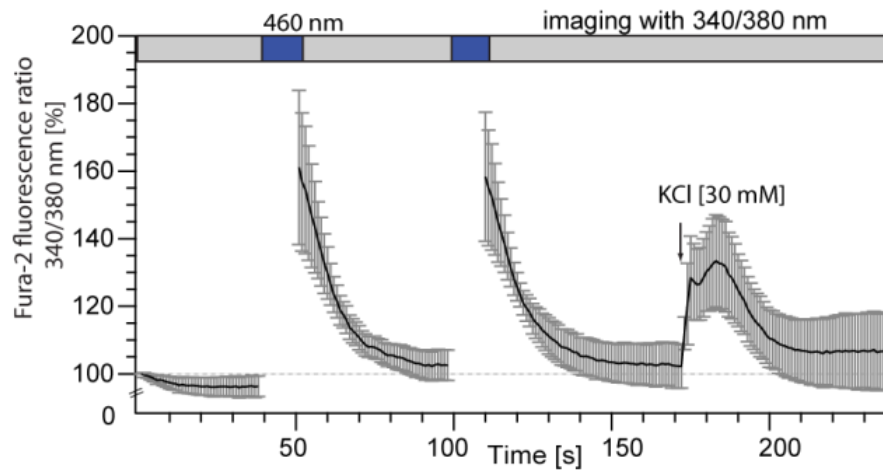 460 nm
imaging with 340/380 nm
Fura-2 fluorescence ratio
340/380 nm [%]
200
180
160
140
120
100
0
KCl [30 mM]
50
100
150
200
Time [s]